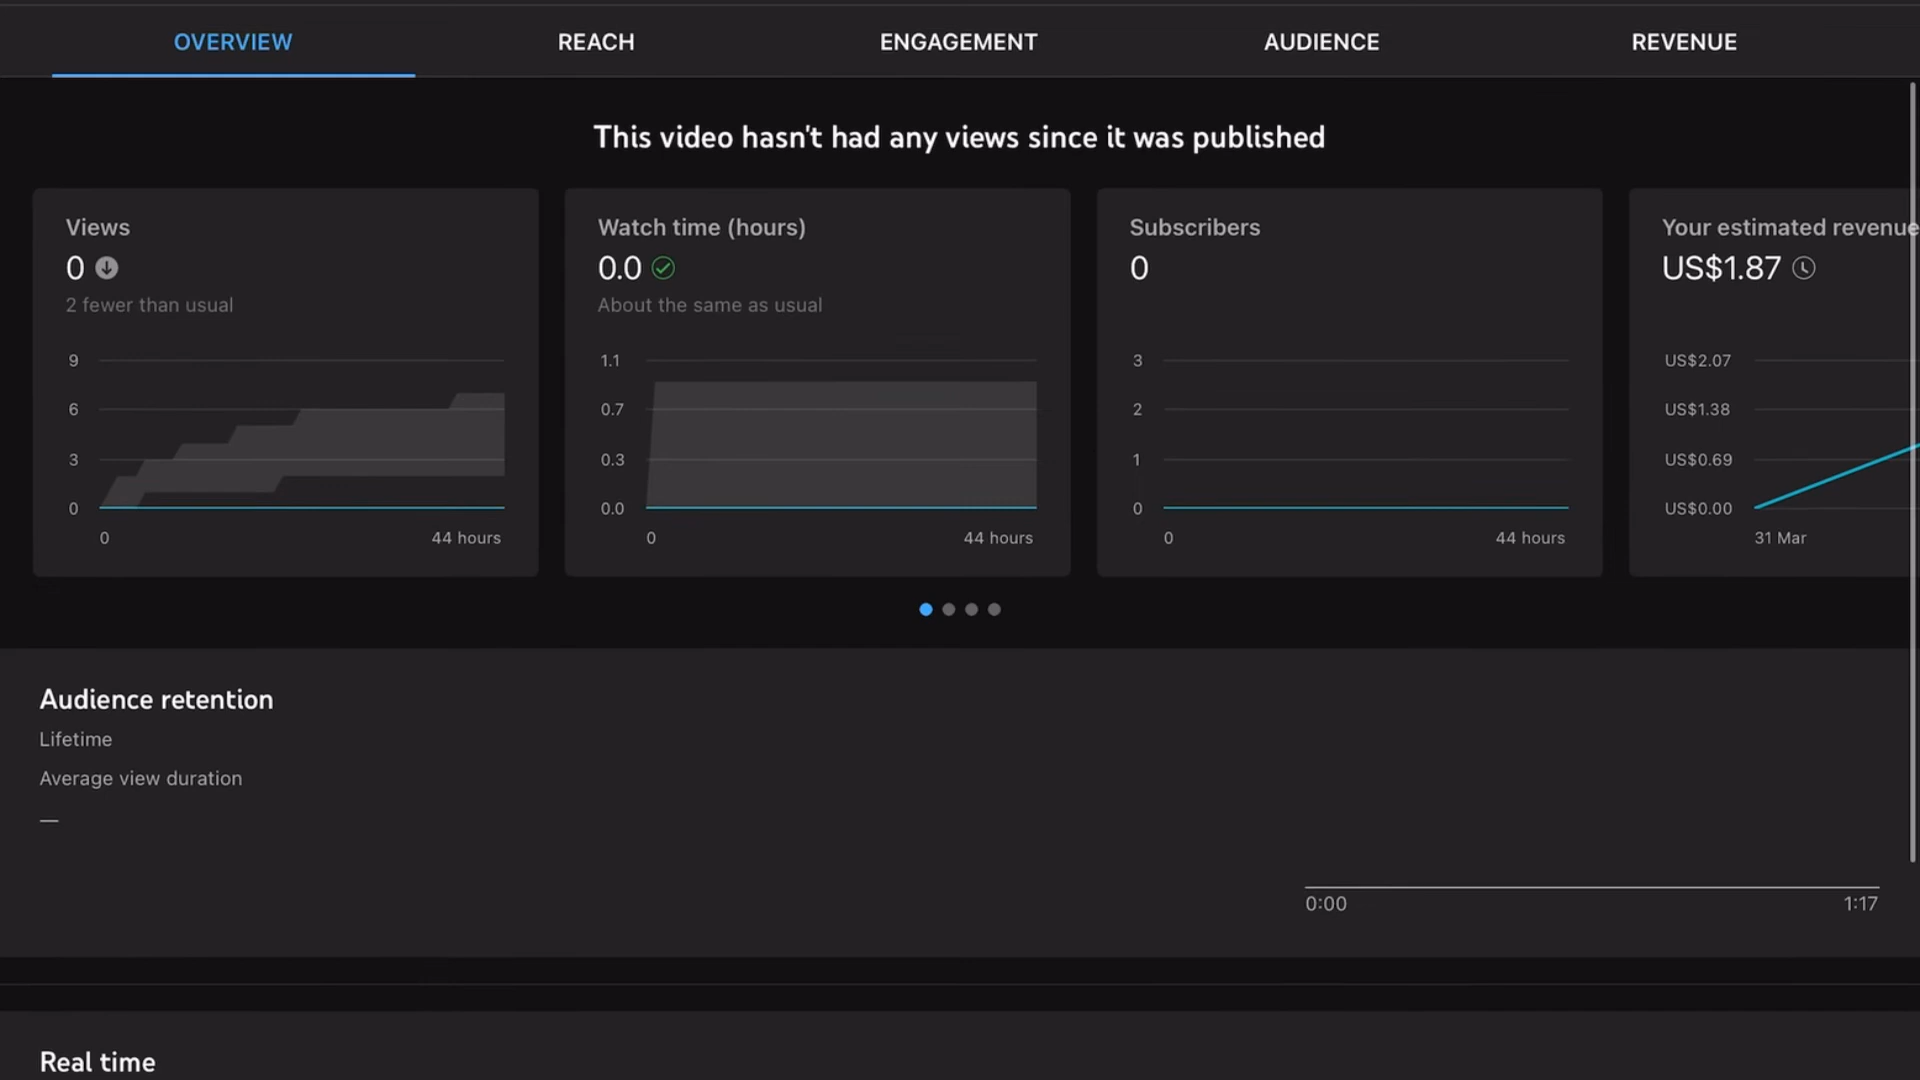 OVERVIEW REACH ENGAGEMENT AUDIENCE REVENUE
This video hasn't had any views since it was published
Views
0
2 fewer than usual
9
6
3
0
0 44 hours
Watch time (hours)
0.0
About the same as usual
1.1
0.7
0.3
0.0
0 44 hours
Subscribers
0
3
2
1
0
0 44 hours
Your estimated revenue
US$1.87
US$2.07
US$1.38
US$0.69
US$0.00
31 Mar
Audience retention
Lifetime
Average view duration
—
0:00 1:17
Real time